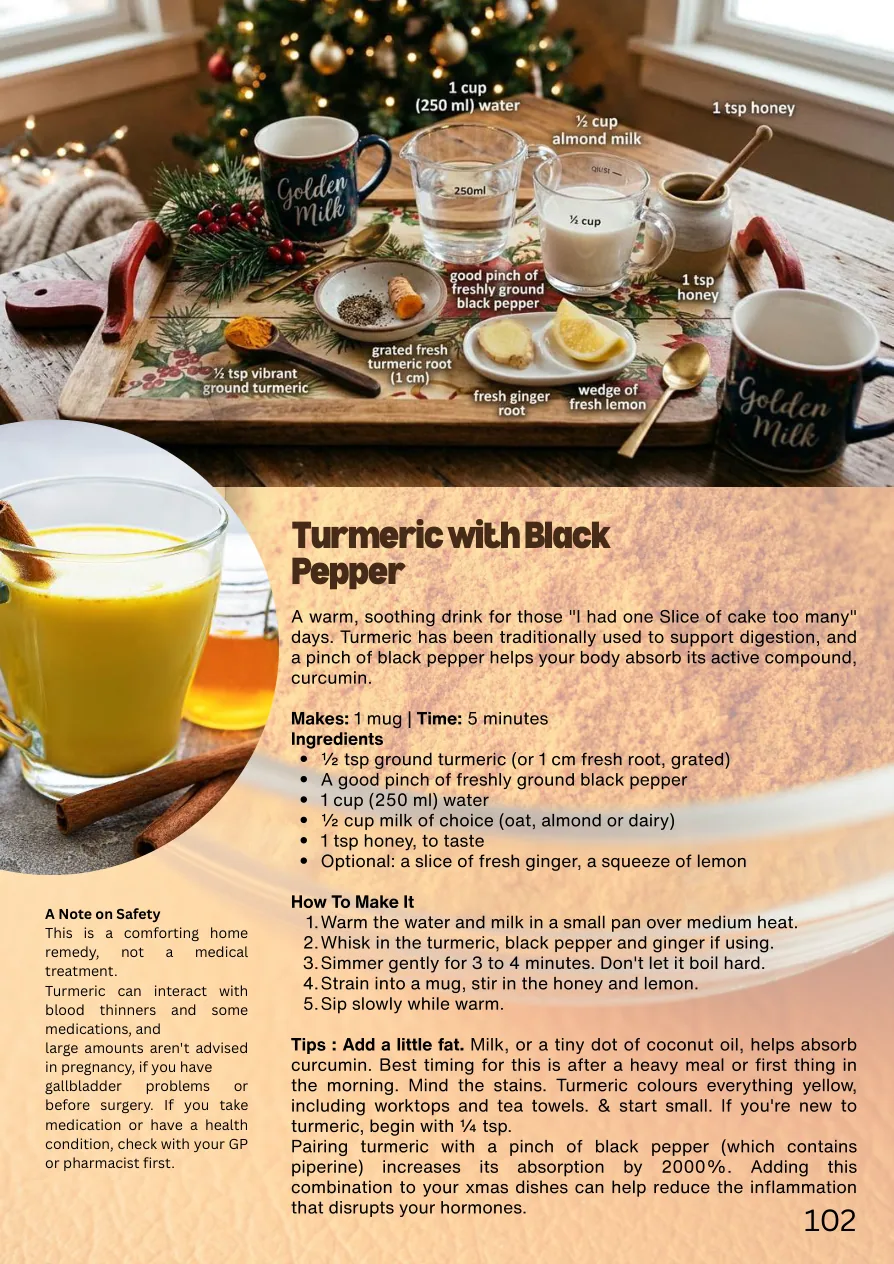 1 cup
(250 ml) water
½ cup
almond milk
1 tsp honey
Golden
Milk
250ml
½ cup
good pinch of
freshly ground
black pepper
1 tsp
honey
grated fresh
turmeric root
(1 cm)
½ tsp vibrant
ground turmeric
fresh ginger
root
wedge of
fresh lemon
Golden
Milk
Turmeric with Black
Pepper
A warm, soothing drink for those "I had one Slice of cake too many"
days. Turmeric has been traditionally used to support digestion, and
a pinch of black pepper helps your body absorb its active compound,
curcumin.
Makes: 1 mug | Time: 5 minutes
Ingredients
• ½ tsp ground turmeric (or 1 cm fresh root, grated)
• A good pinch of freshly ground black pepper
• 1 cup (250 ml) water
• ½ cup milk of choice (oat, almond or dairy)
• 1 tsp honey, to taste
• Optional: a slice of fresh ginger, a squeeze of lemon
How To Make It
1. Warm the water and milk in a small pan over medium heat.
2. Whisk in the turmeric, black pepper and ginger if using.
3. Simmer gently for 3 to 4 minutes. Don't let it boil hard.
4. Strain into a mug, stir in the honey and lemon.
5. Sip slowly while warm.
Tips : Add a little fat. Milk, or a tiny dot of coconut oil, helps absorb
curcumin. Best timing for this is after a heavy meal or first thing in
the morning. Mind the stains. Turmeric colours everything yellow,
including worktops and tea towels. & start small. If you're new to
turmeric, begin with ¼ tsp.
Pairing turmeric with a pinch of black pepper (which contains
piperine) increases its absorption by 2000%. Adding this
combination to your xmas dishes can help reduce the inflammation
that disrupts your hormones.
A Note on Safety
This is a comforting home
remedy, not a medical
treatment.
Turmeric can interact with
blood thinners and some
medications, and
large amounts aren't advised
in pregnancy, if you have
gallbladder problems or
before surgery. If you take
medication or have a health
condition, check with your GP
or pharmacist first.
102